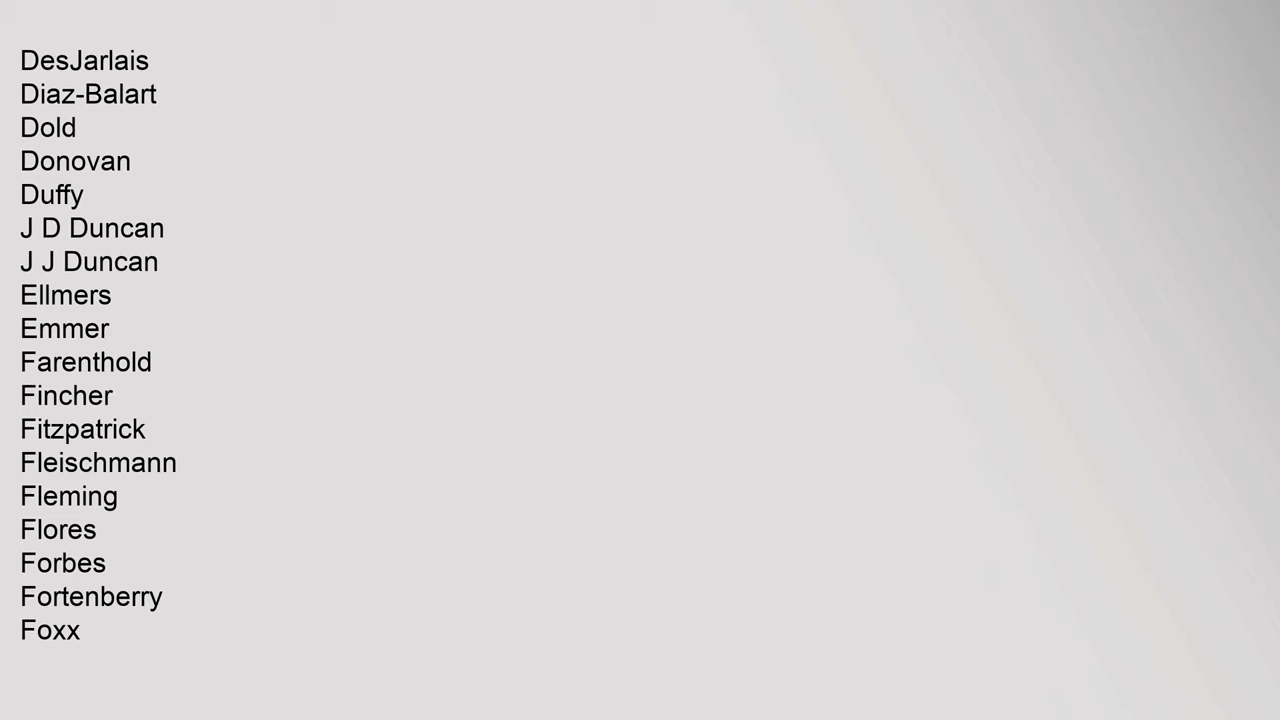 DesJarlais
Diaz-Balart
Dold
Donovan
Duffy
J D Duncan
J J Duncan
Ellmers
Emmer
Farenthold
Fincher
Fitzpatrick
Fleischmann
Fleming
Flores
Forbes
Fortenberry
Foxx